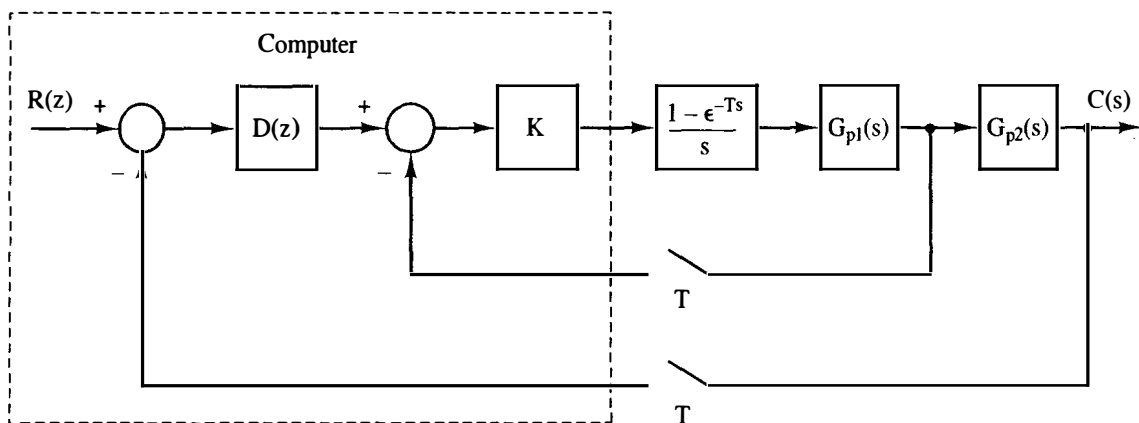 Computer
R(z) + D(z) + K 1 − ϵ^{−Ts} / s G_{p1}(s) G_{p2}(s) C(s)
− −
T
T